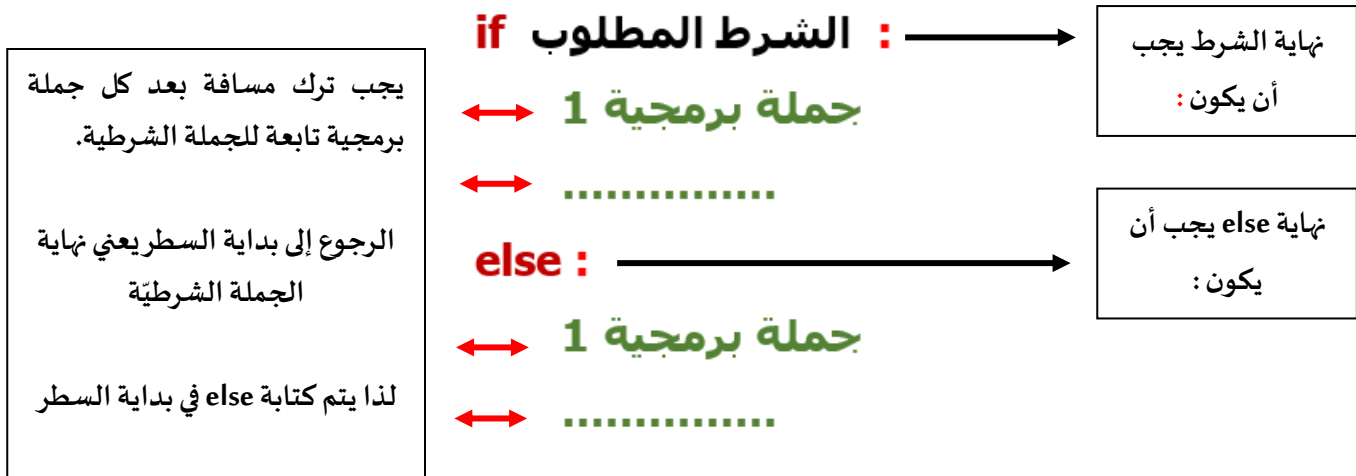 if الشرط المطلوب :
جملة برمجية 1
...............
else :
جملة برمجية 1
...............
نهاية الشرط يجب
أن يكون :
نهاية else يجب أن
يكون :
يجب ترك مسافة بعد كل جملة
برمجية تابعة للجملة الشرطية.
الرجوع إلى بداية السطر يعني نهاية
الجملة الشرطيّة
لذا يتم كتابة else في بداية السطر